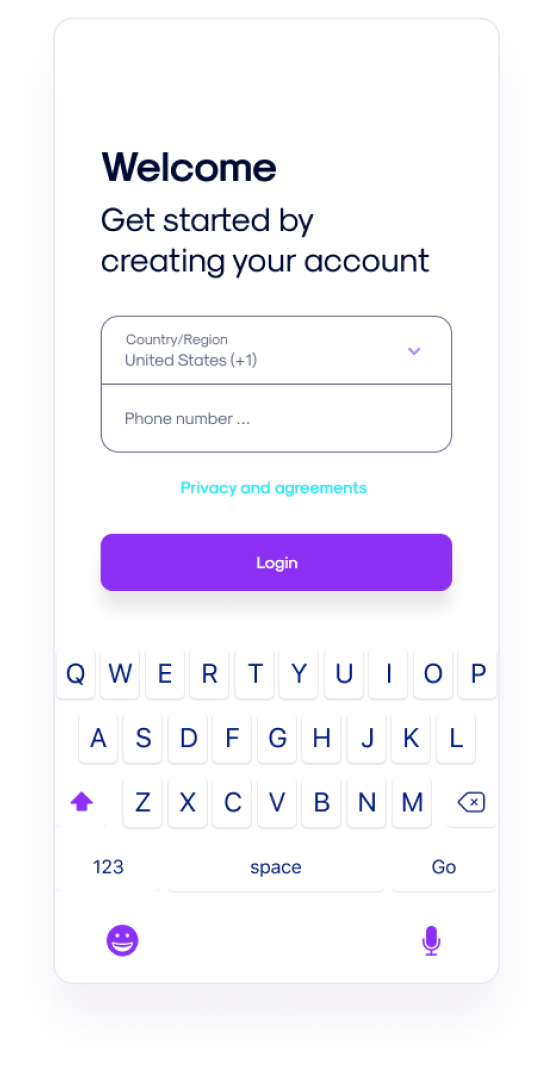 Welcome
Get started by
creating your account
Country/Region
United States (+1)
Phone number ...
Privacy and agreements
Login
Q W E R T Y U I O P
A S D F G H J K L
Z X C V B N M
123 space Go